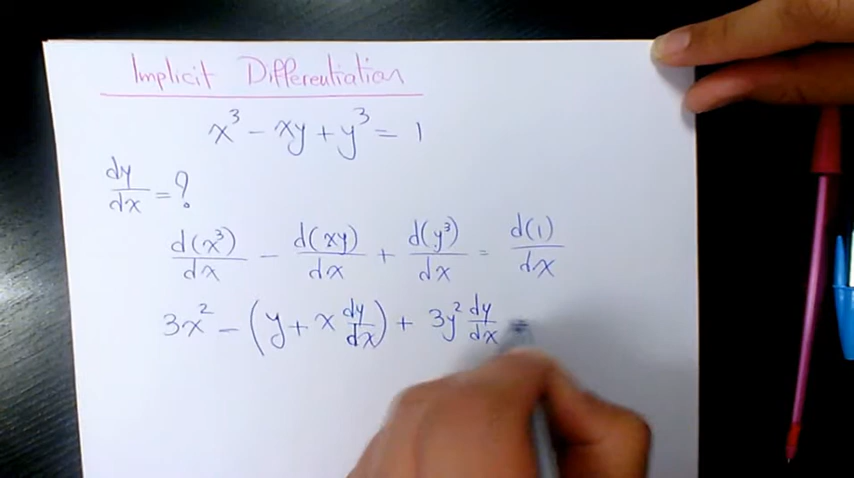 Implicit Differentiation
x³ - xy + y³ = 1
dy/dx = ?
d(x³)/dx - d(xy)/dx + d(y³)/dx = d(1)/dx
3x² - (y + x dy/dx) + 3y² dy/dx =